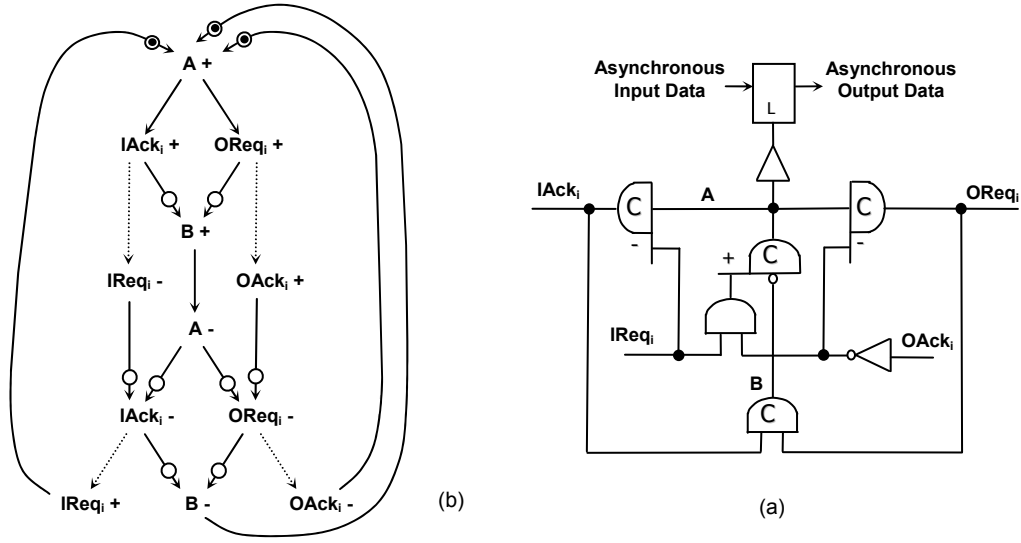 A +
IAckᵢ + OReqᵢ +
B +
IReqᵢ - OAckᵢ +
A -
IAckᵢ - OReqᵢ -
IReqᵢ + B - OAckᵢ -
(b)
Asynchronous Input Data
Asynchronous Output Data
L
IAckᵢ A OReqᵢ
C C
- -
+ C
IReqᵢ OAckᵢ
B
C
(a)